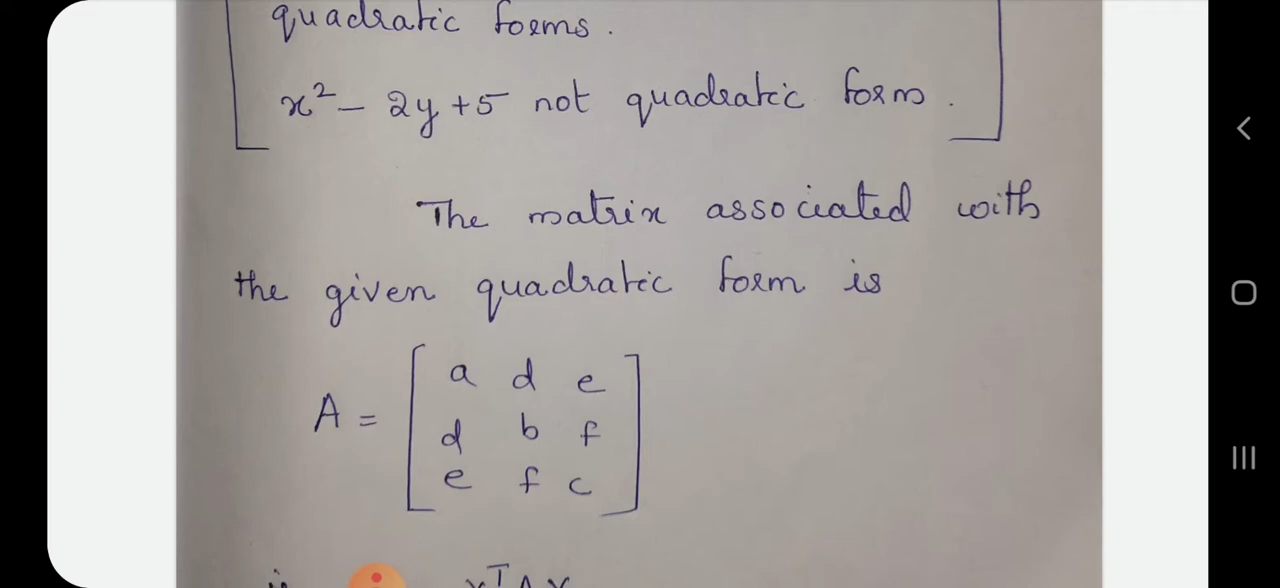 quadratic forms.
x² - 2y + 5 not quadratic form.
The matrix associated with
the given quadratic form is
A = [ a d e
d b f
e f c ]